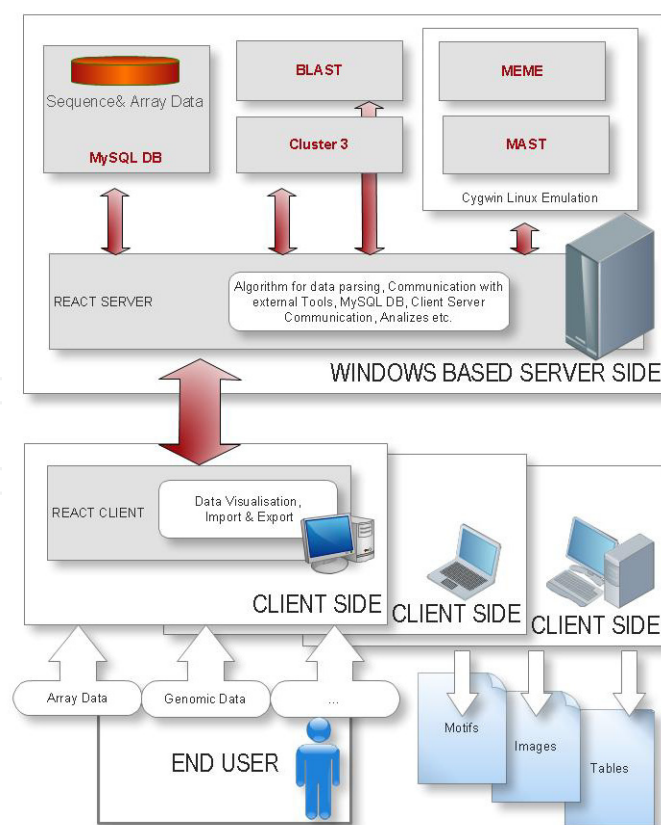 Sequence& Array Data
MySQL DB
BLAST
Cluster 3
MEME
MAST
Cygwin Linux Emulation
REACT SERVER
Algorithm for data parsing, Communication with
external Tools, MySQL DB, Client Server
Communication, Analizes etc.
WINDOWS BASED SERVER SIDE
REACT CLIENT
Data Visualisation,
Import & Export
CLIENT SIDE
CLIENT SIDE
CLIENT SIDE
Array Data
Genomic Data
...
END USER
Motifs
Images
Tables